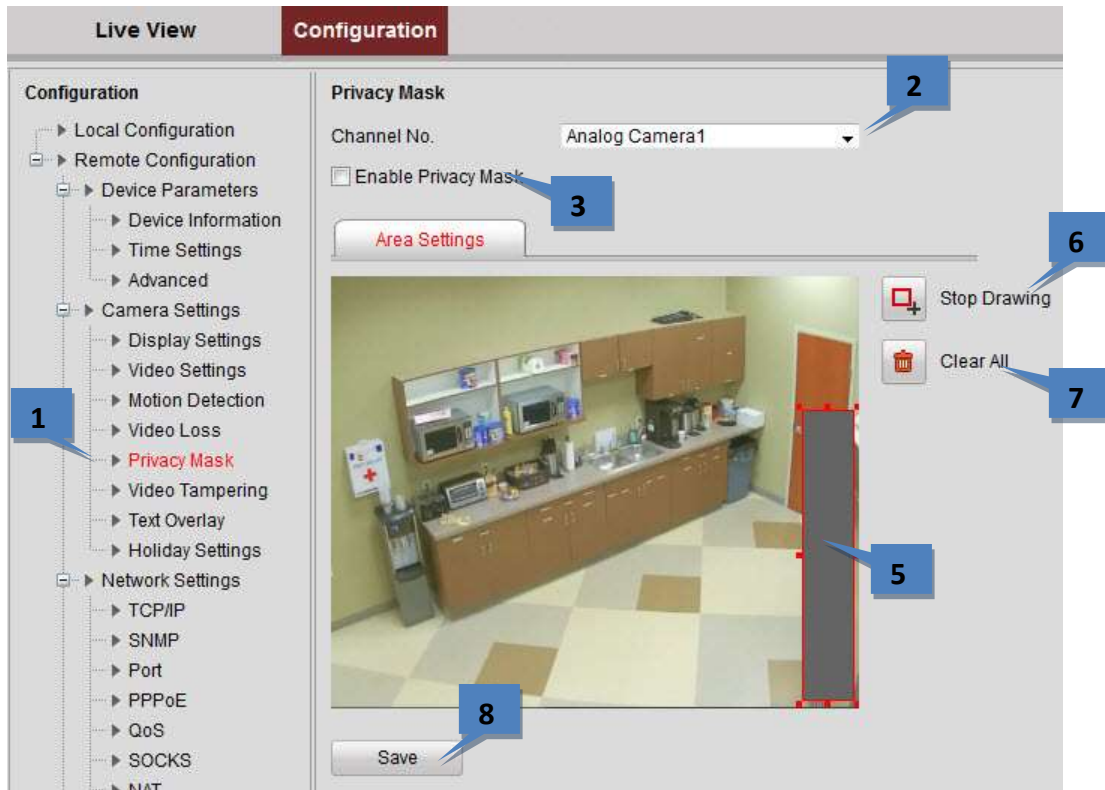 Live View
Configuration
Configuration
Local Configuration
Remote Configuration
Device Parameters
Device Information
Time Settings
Advanced
Camera Settings
Display Settings
Video Settings
Motion Detection
Video Loss
Privacy Mask
Video Tampering
Text Overlay
Holiday Settings
Network Settings
TCP/IP
SNMP
Port
PPPoE
QoS
SOCKS
NAT
1
Privacy Mask
2
Channel No. Analog Camera1
Enable Privacy Mask
3
Area Settings
6
Stop Drawing
Clear All
7
5
8
Save